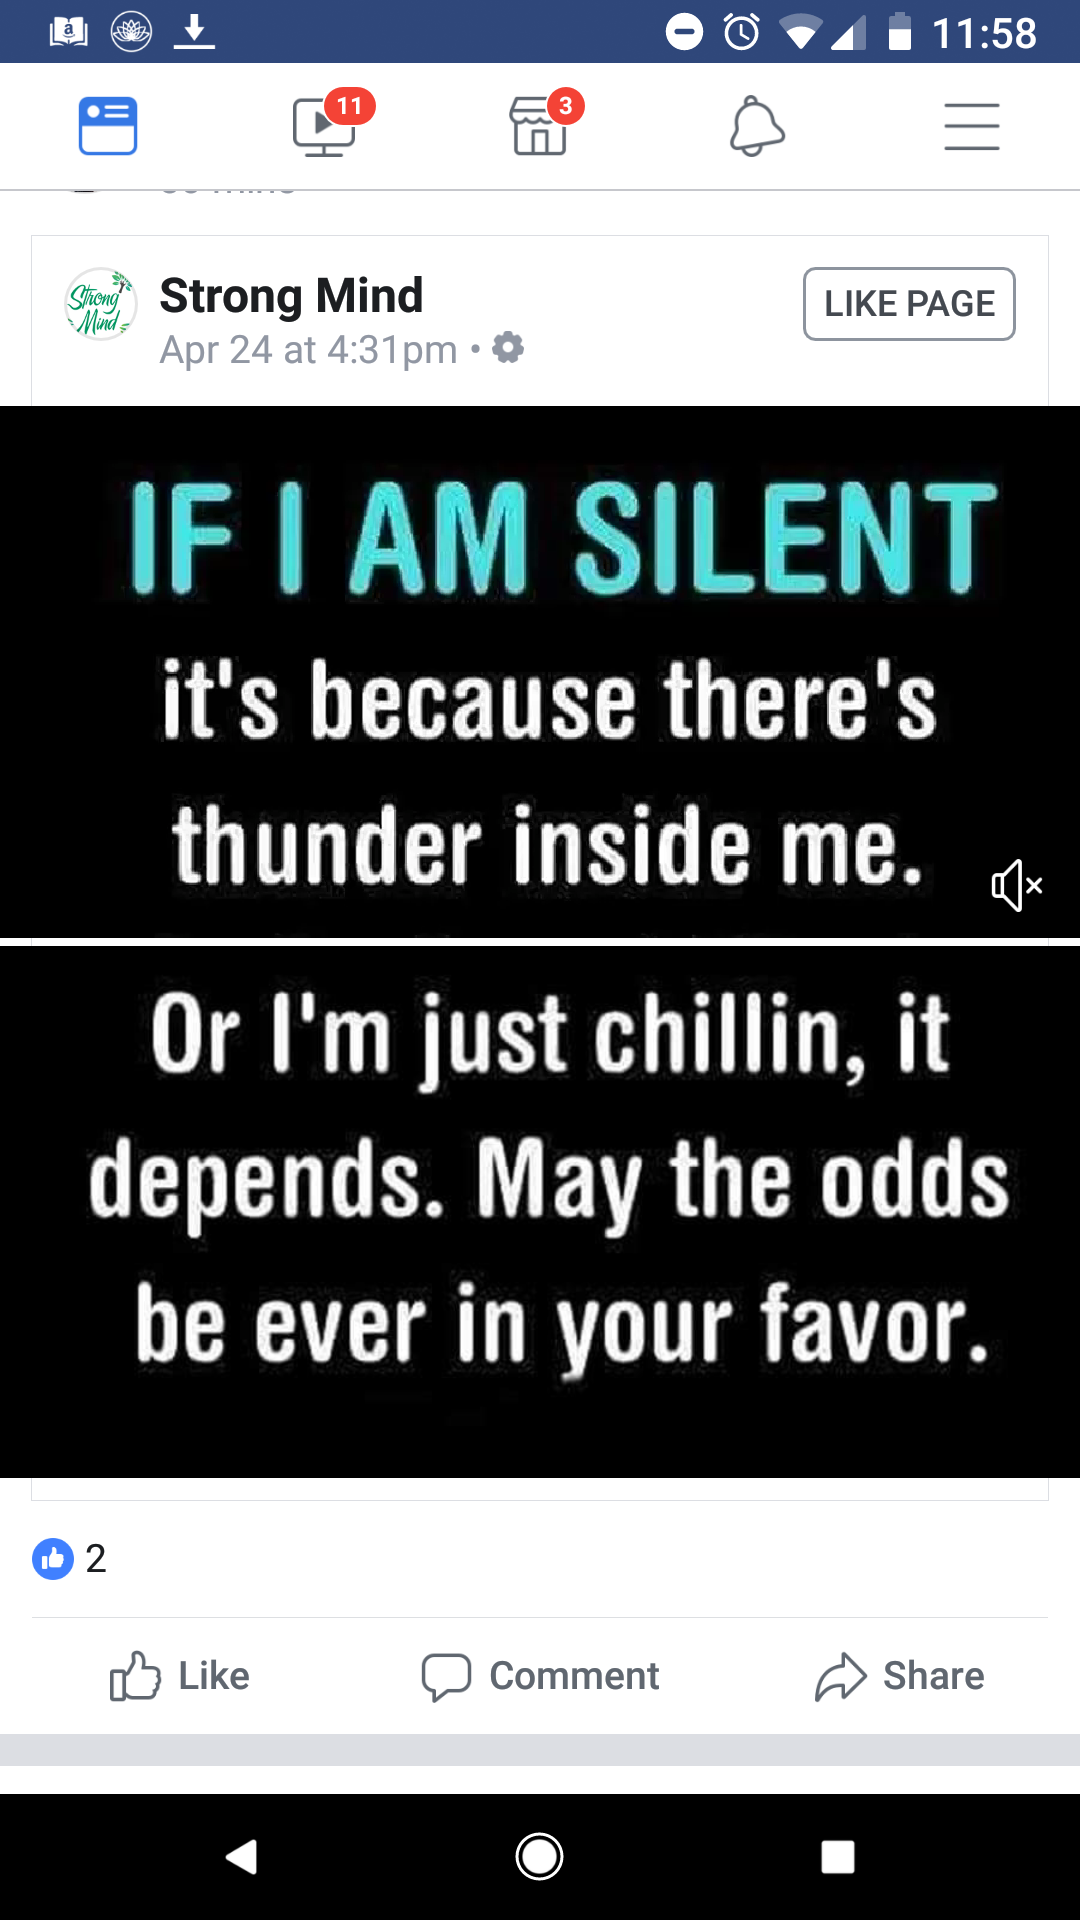 a 11:58
11 3
Strong Mind
Strong
Mind
LIKE PAGE
Apr 24 at 4:31pm •
IF I AM SILENT
it's because there's
thunder inside me.
Or I'm just chillin, it
depends. May the odds
be ever in your favor.
2
Like Comment Share